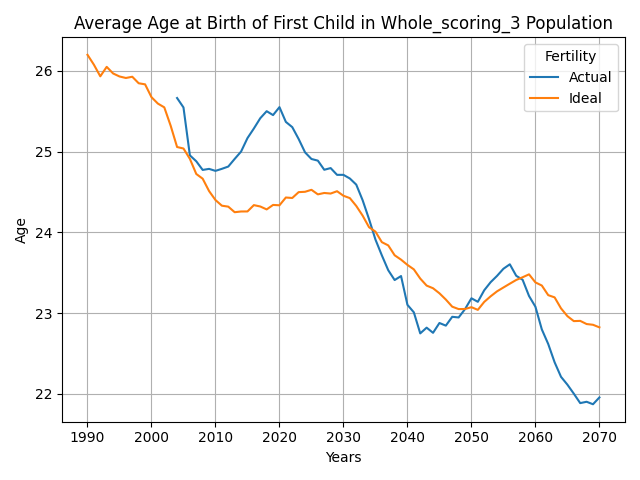 Average Age at Birth of First Child in Whole_scoring_3 Population
Fertility
Actual
Ideal
Age
26
25
24
23
22
1990 2000 2010 2020 2030 2040 2050 2060 2070
Years